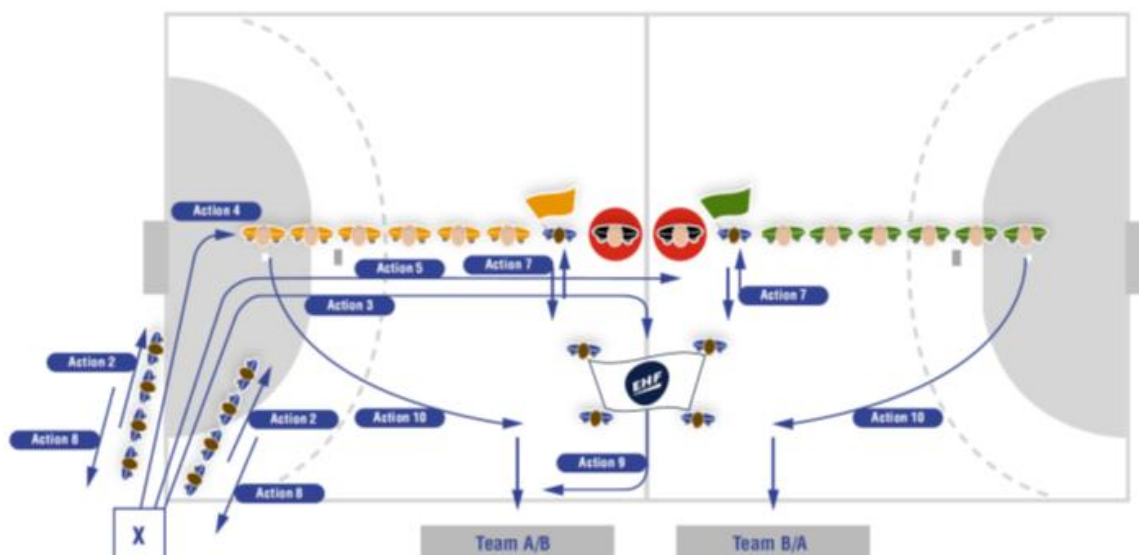 Action 4
Action 5
Action 7
Action 3
Action 7
Action 2
EHF
Action 2
Action 10
Action 10
Action 8
Action 9
Action 8
X
Team A/B
Team B/A